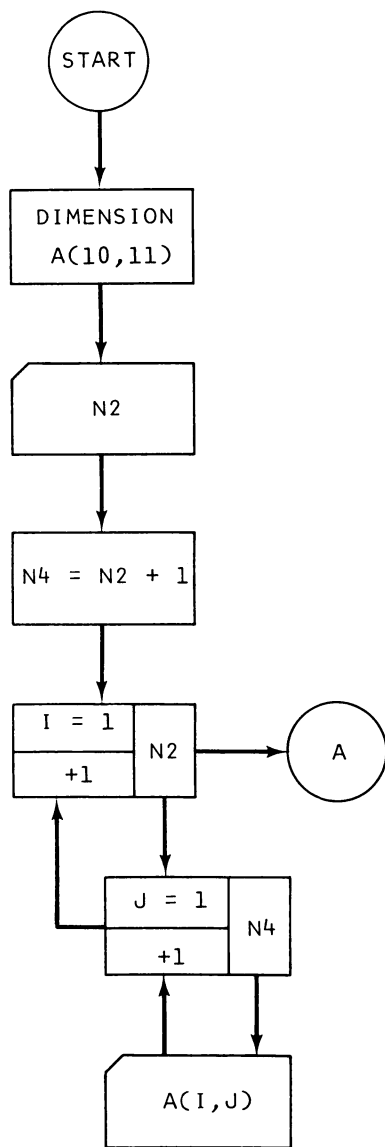 START
DIMENSION
A(10,11)
N2
N4 = N2 + 1
I = 1
N2
+1
A
J = 1
N4
+1
A(I,J)